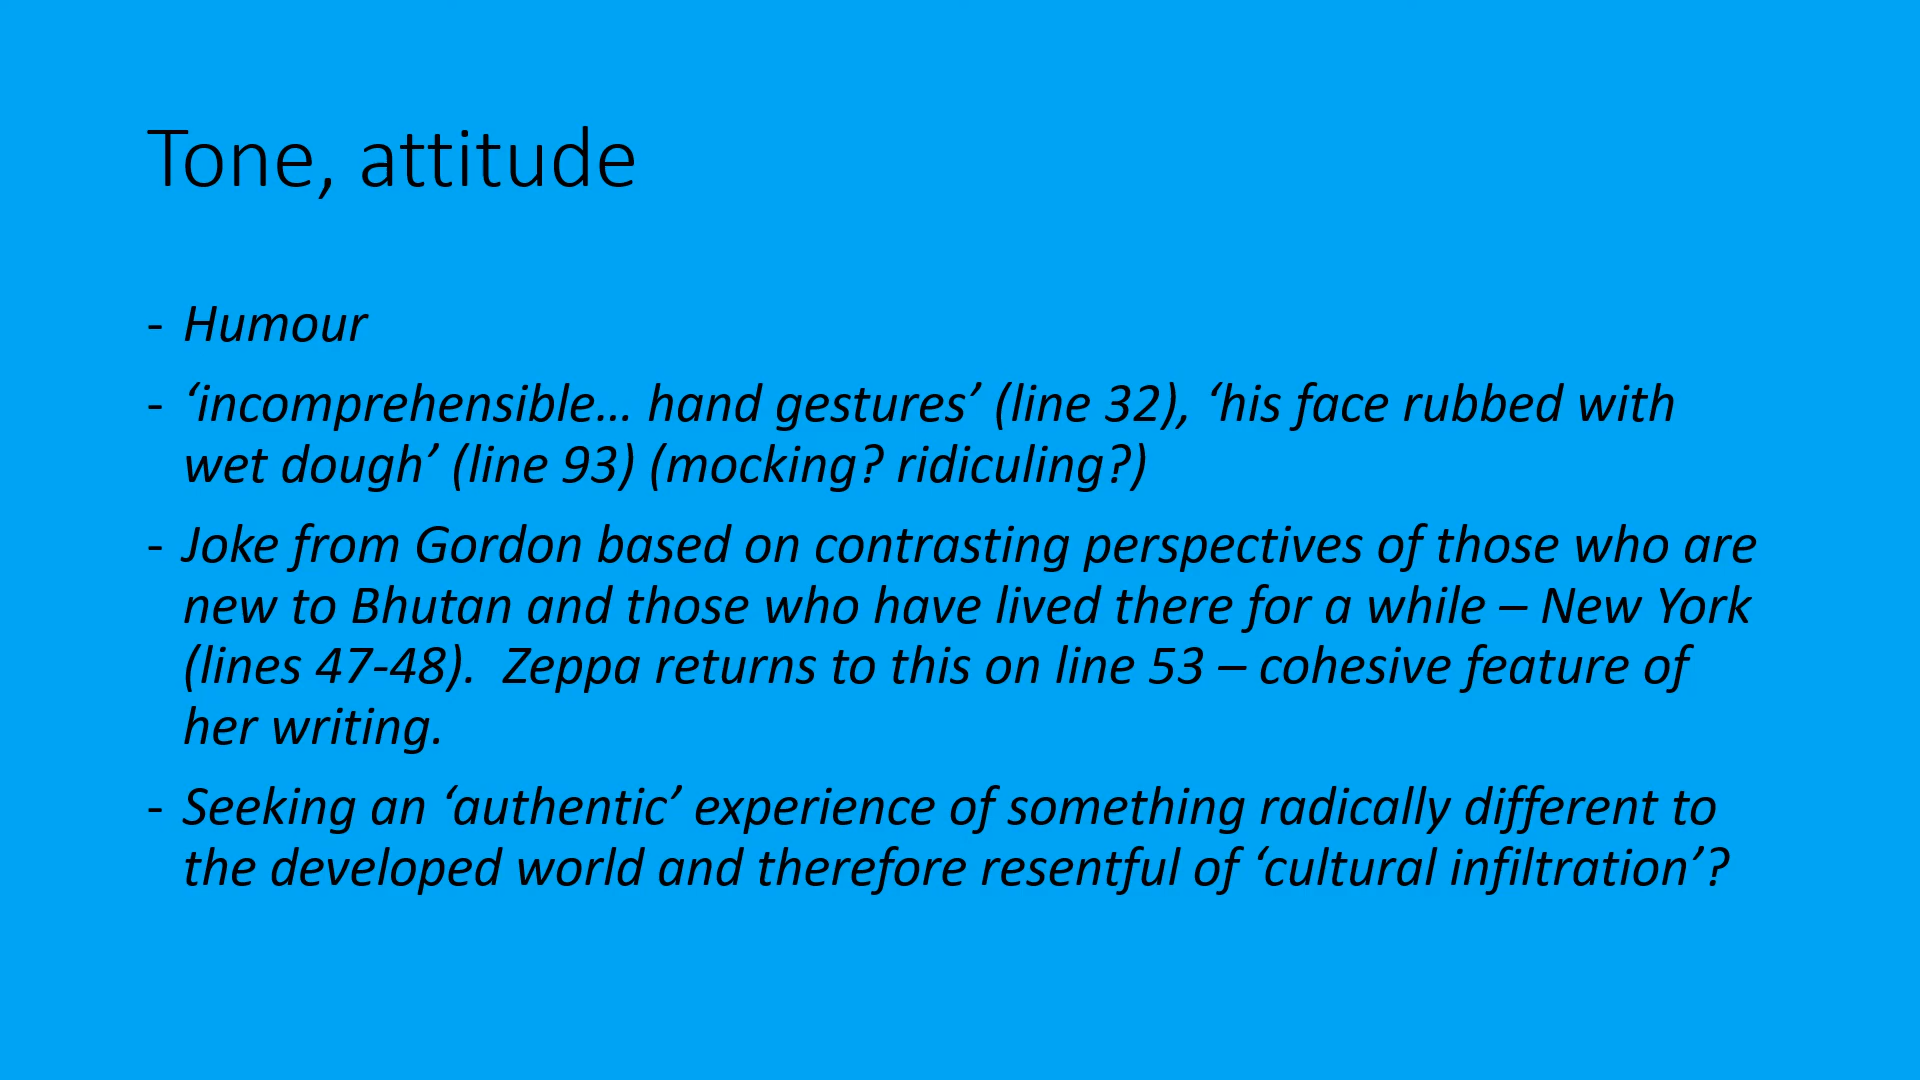 Tone, attitude
- Humour
- ‘incomprehensible… hand gestures’ (line 32), ‘his face rubbed with
wet dough’ (line 93) (mocking? ridiculing?)
- Joke from Gordon based on contrasting perspectives of those who are
new to Bhutan and those who have lived there for a while – New York
(lines 47-48).  Zeppa returns to this on line 53 – cohesive feature of
her writing.
- Seeking an ‘authentic’ experience of something radically different to
the developed world and therefore resentful of ‘cultural infiltration’?